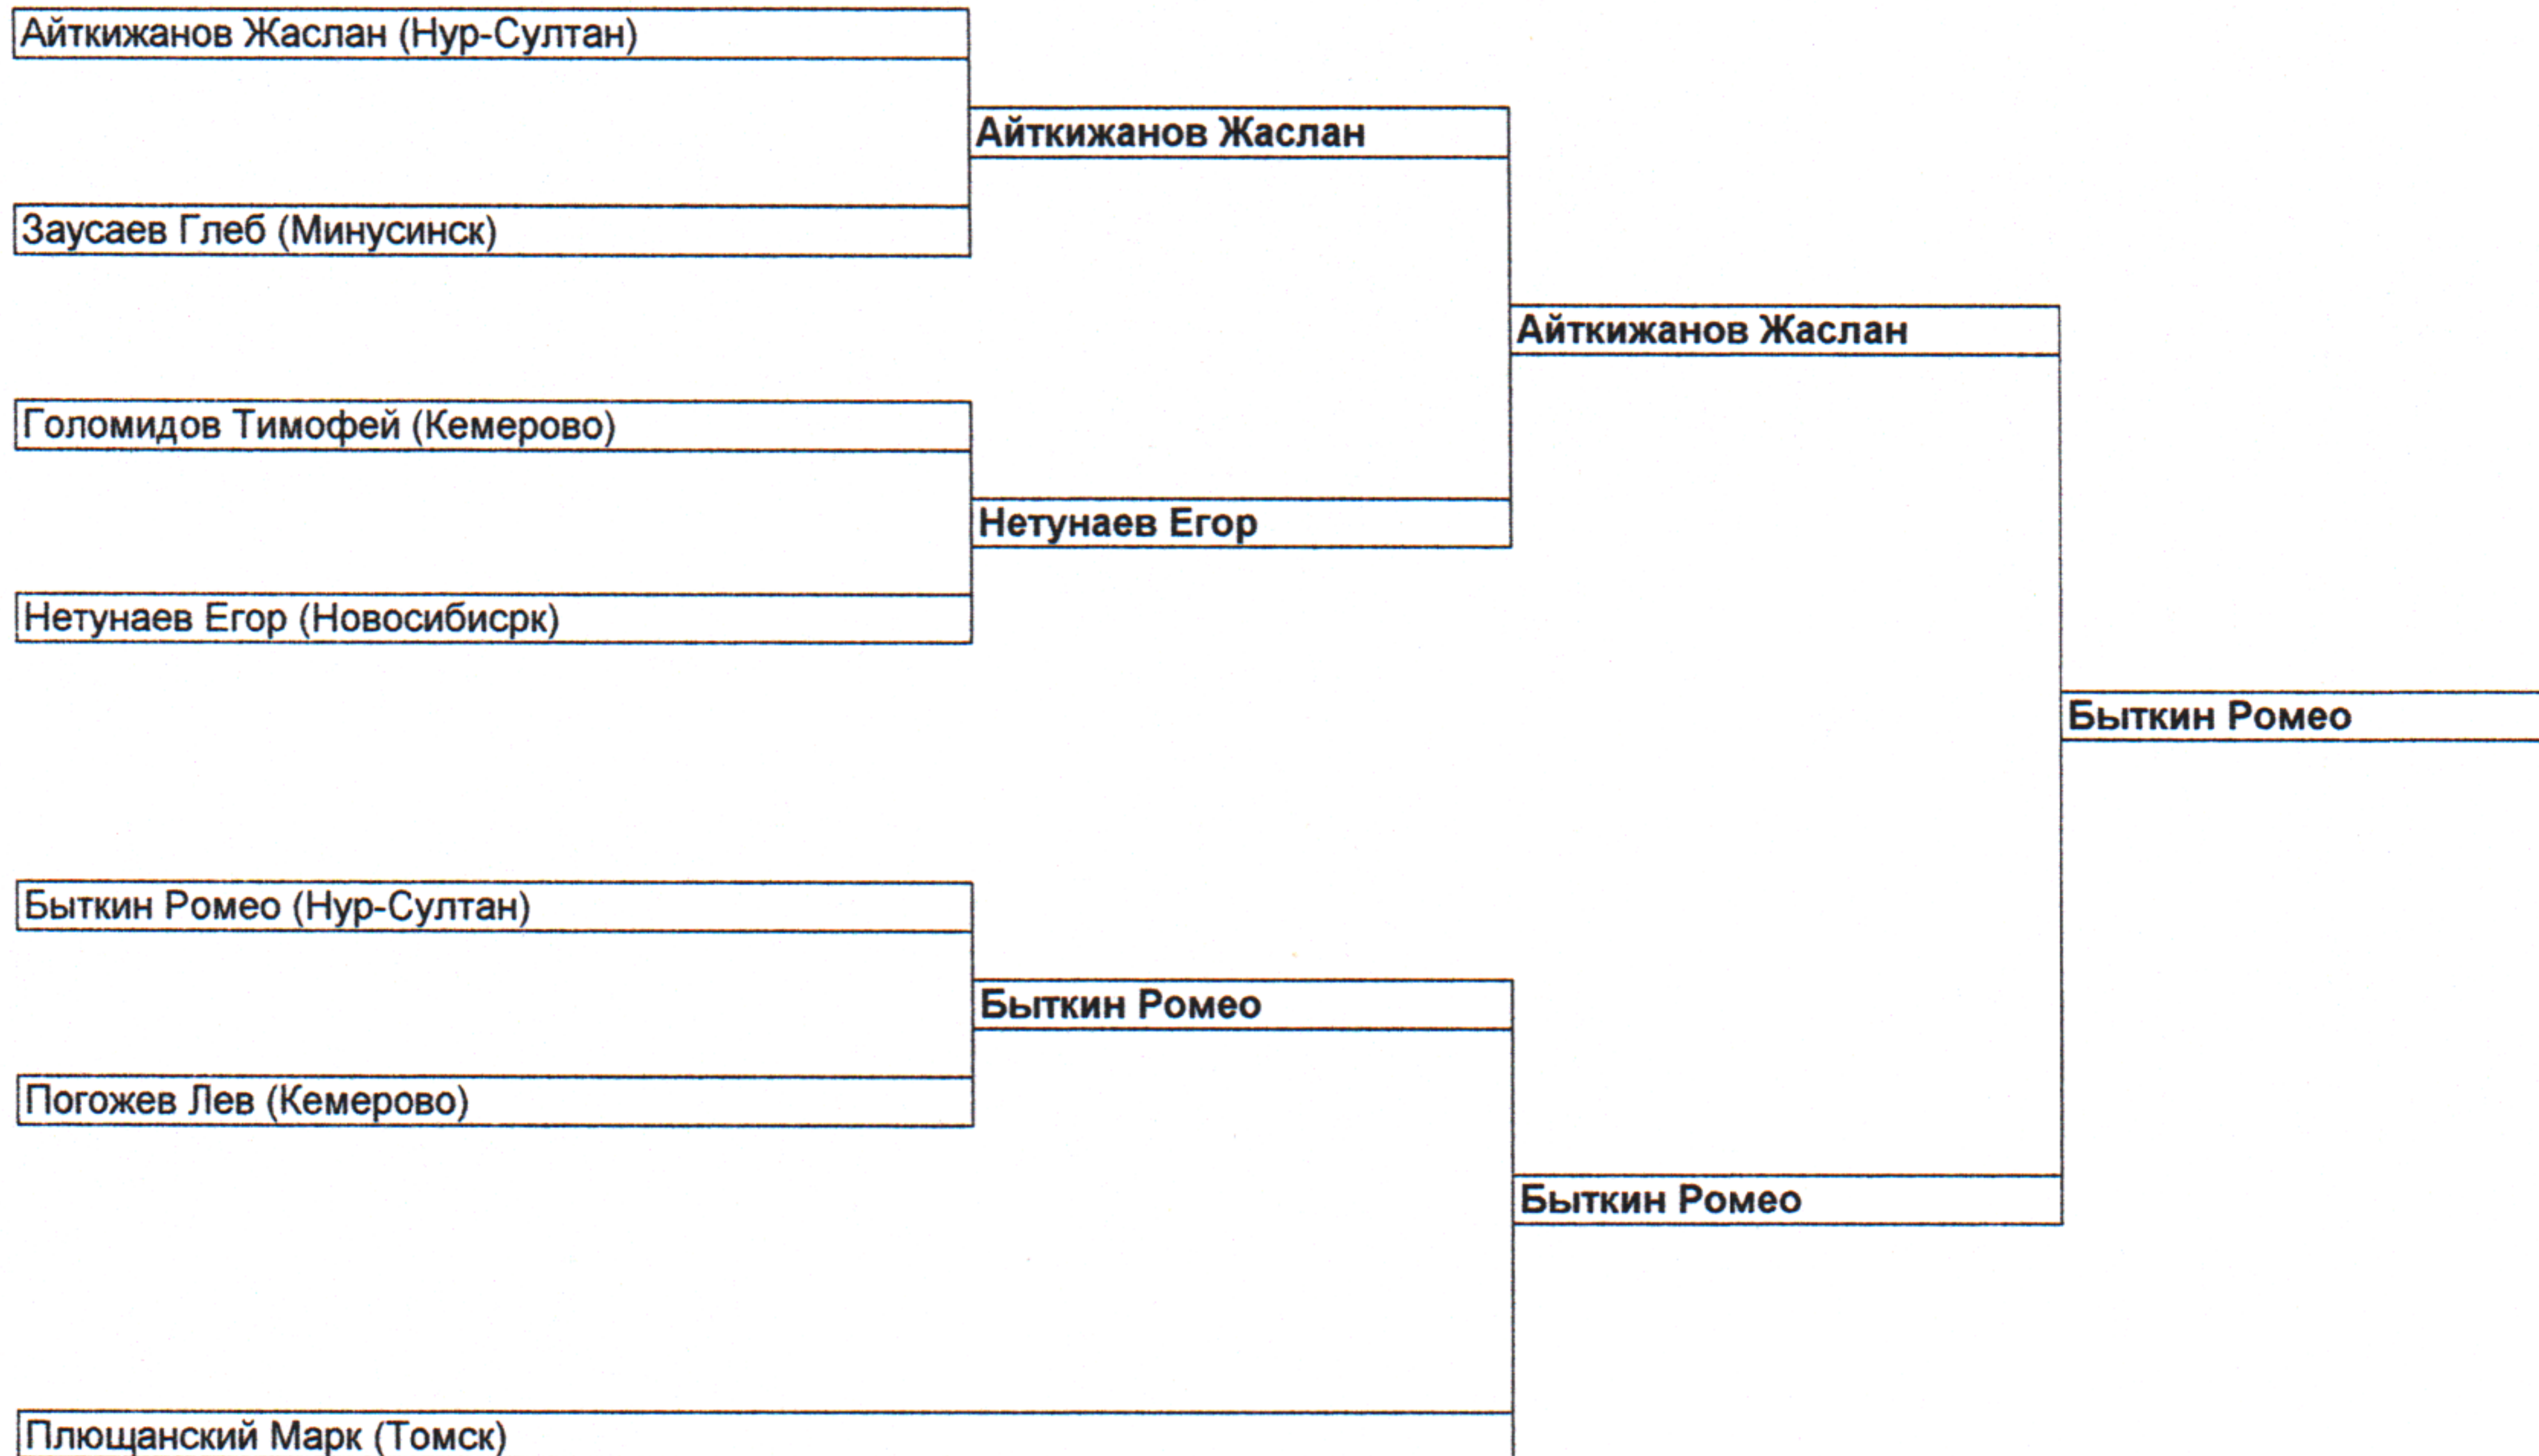 Айткижанов Жаслан (Нур-Султан)
Айткижанов Жаслан
Заусаев Глеб (Минусинск)
Айткижанов Жаслан
Голомидов Тимофей (Кемерово)
Нетунаев Егор
Нетунаев Егор (Новосибисрк)
Быткин Ромео
Быткин Ромео (Нур-Султан)
Быткин Ромео
Погожев Лев (Кемерово)
Быткин Ромео
Плющанский Марк (Томск)